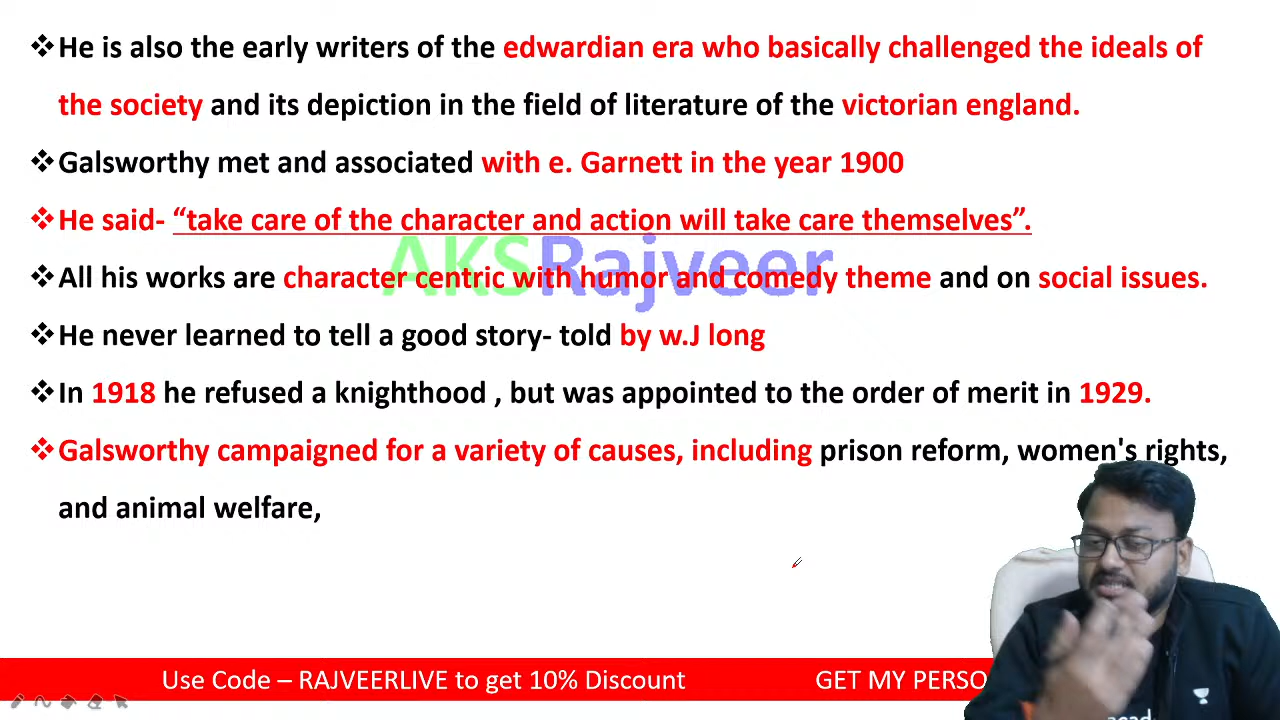 ❖He is also the early writers of the edwardian era who basically challenged the ideals of
the society and its depiction in the field of literature of the victorian england.
❖Galsworthy met and associated with e. Garnett in the year 1900
❖He said- “take care of the character and action will take care themselves”.
AKSRajveer
❖All his works are character centric with humor and comedy theme and on social issues.
❖He never learned to tell a good story- told by w.J long
❖In 1918 he refused a knighthood , but was appointed to the order of merit in 1929.
❖Galsworthy campaigned for a variety of causes, including prison reform, women's rights,
and animal welfare,
Use Code – RAJVEERLIVE to get 10% Discount GET MY PERSO